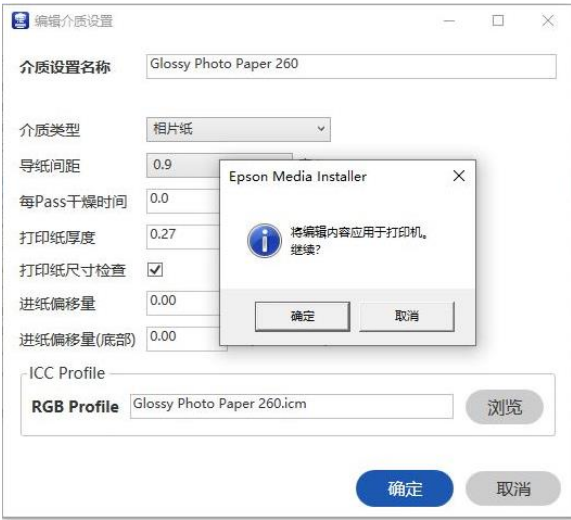 编辑介质设置
介质设置名称 Glossy Photo Paper 260
介质类型 相片纸
导纸间距 0.9
每Pass干燥时间 0.0
打印纸厚度 0.27
打印纸尺寸检查
进纸偏移量 0.00
进纸偏移量(底部) 0.00
Epson Media Installer
将编辑内容应用于打印机。
继续?
确定 取消
ICC Profile
RGB Profile Glossy Photo Paper 260.icm 浏览
确定 取消